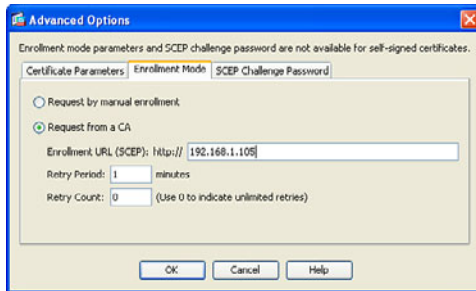 Advanced Options
Enrollment mode parameters and SCEP challenge password are not available for self-signed certificates.
Certificate Parameters Enrollment Mode SCEP Challenge Password
Request by manual enrollment
Request from a CA
Enrollment URL (SCEP): http:// 192.168.1.105
Retry Period: 1 minutes
Retry Count: 0 (Use 0 to indicate unlimited retries)
OK Cancel Help